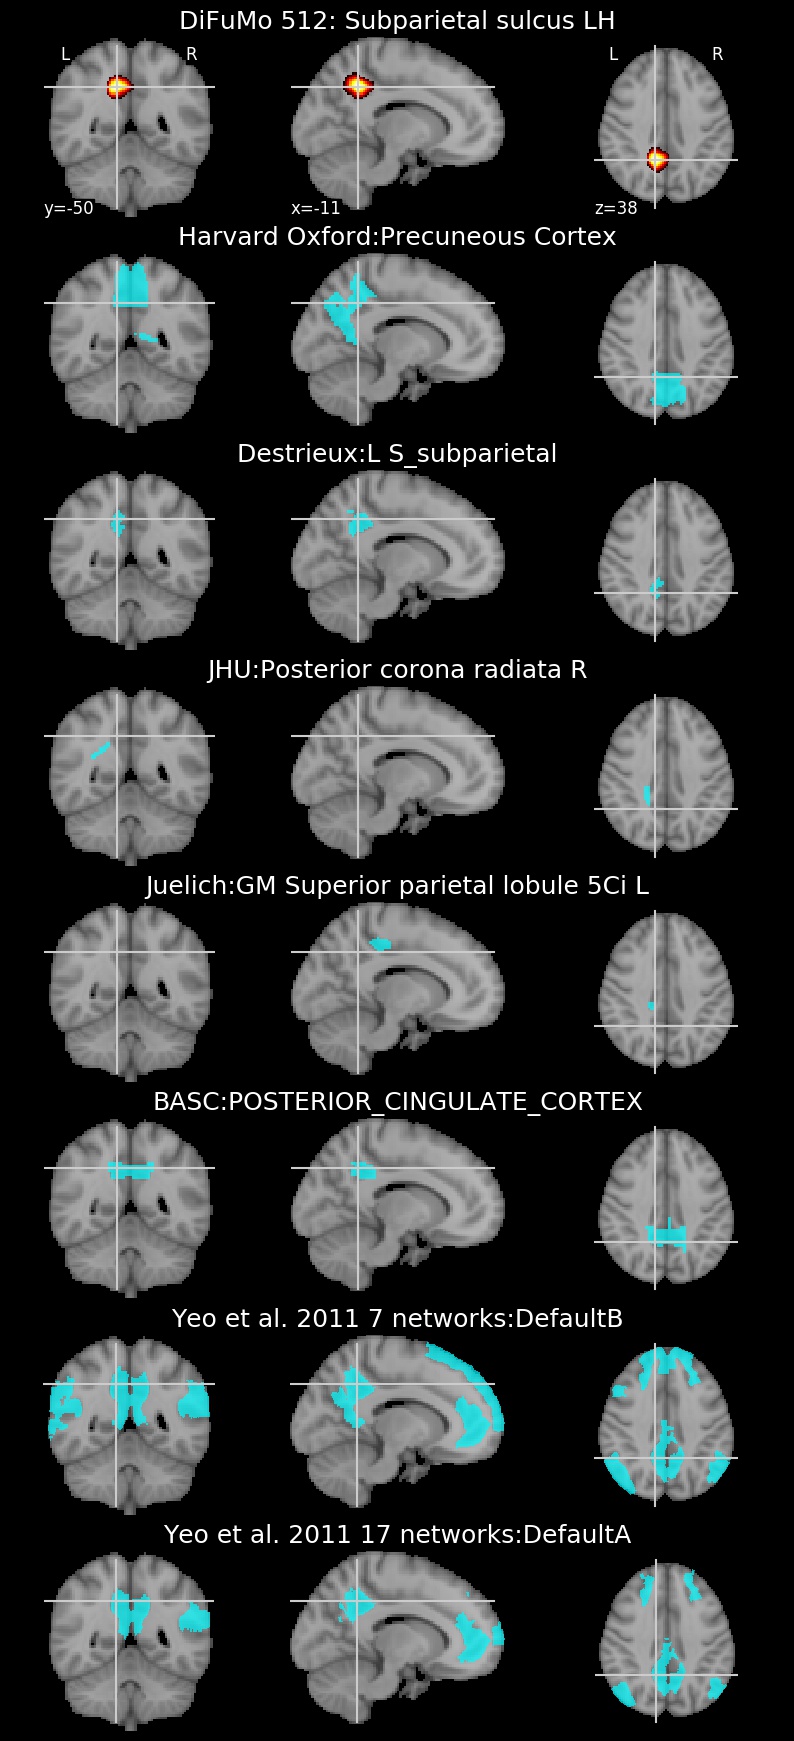 DiFuMo 512: Subparietal sulcus LH
L R L R
y=-50 x=-11 z=38
Harvard Oxford:Precuneous Cortex
Destrieux:L S_subparietal
JHU:Posterior corona radiata R
Juelich:GM Superior parietal lobule 5Ci L
BASC:POSTERIOR_CINGULATE_CORTEX
Yeo et al. 2011 7 networks:DefaultB
Yeo et al. 2011 17 networks:DefaultA